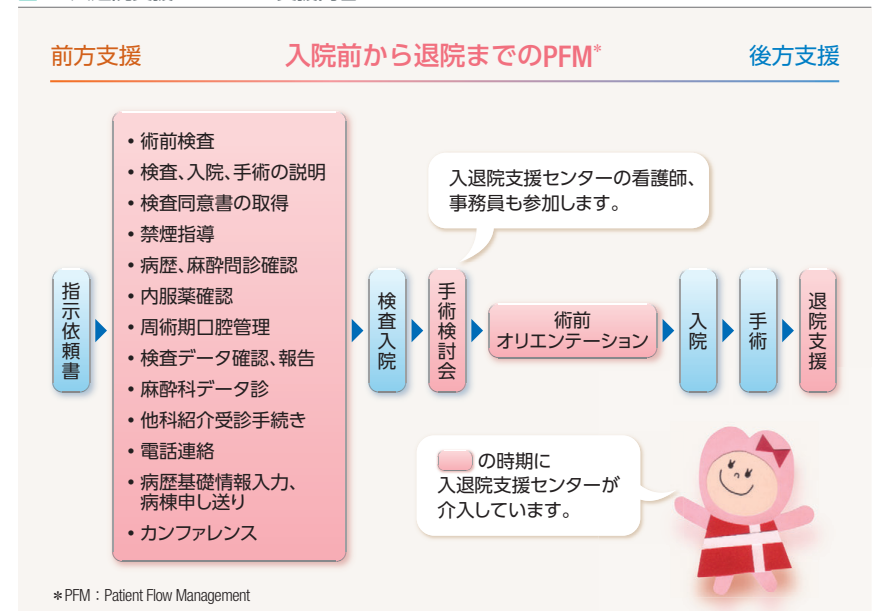 前方支援
入院前から退院までのPFM*
後方支援
指示依頼書
• 術前検査
• 検査、入院、手術の説明
• 検査同意書の取得
• 禁煙指導
• 病歴、麻酔問診確認
• 内服薬確認
• 周術期口腔管理
• 検査データ確認、報告
• 麻酔科データ診
• 他科紹介受診手続き
• 電話連絡
• 病歴基礎情報入力、
病棟申し送り
• カンファレンス
検査入院
入退院支援センターの看護師、
事務員も参加します。
手術検討会
術前
オリエンテーション
入院
手術
退院支援
の時期に
入退院支援センターが
介入しています。
*PFM：Patient Flow Management